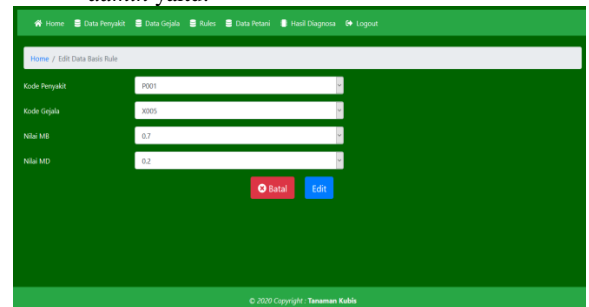 Home Data Penyakit Data Gejala Rules Data Petani Hasil Diagnosa Logout
Home / Edit Data Basis Rule
Kode Penyakit P001
Kode Gejala X005
Nilai MB 0.7
Nilai MD 0.2
Batal Edit
© 2020 Copyright : Tanaman Kubis